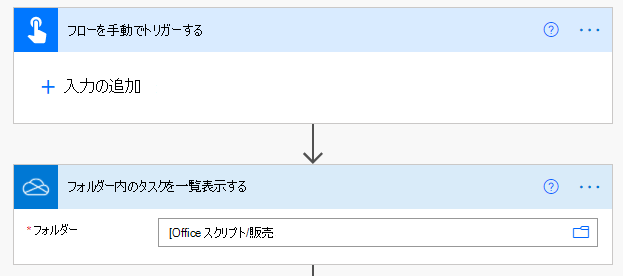 フローを手動でトリガーする
+ 入力の追加
フォルダー内のタスクを一覧表示する
*フォルダー
[Office スクリプト/販売